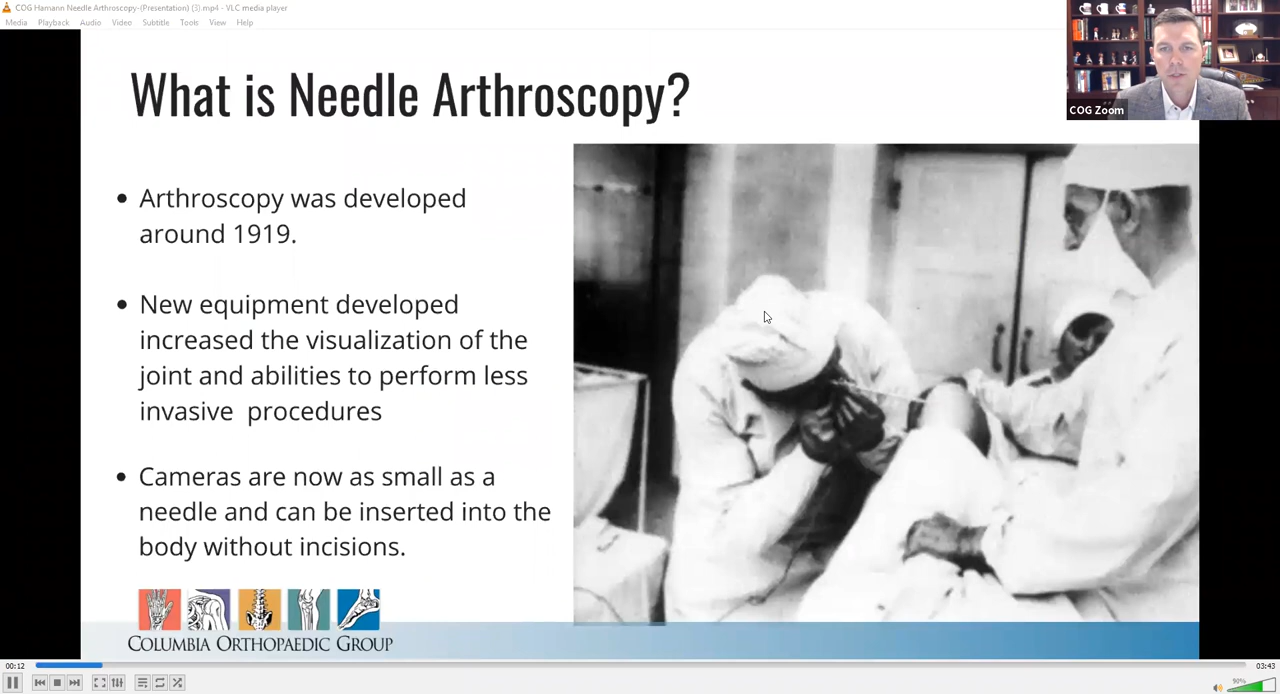 COG Hamann Needle Arthroscopy-(Presentation) (3).mp4 - VLC media player
Media Playback Audio Video Subtitle Tools View Help
COG Zoom
What is Needle Arthroscopy?
• Arthroscopy was developed
around 1919.
• New equipment developed
increased the visualization of the
joint and abilities to perform less
invasive procedures
• Cameras are now as small as a
needle and can be inserted into the
body without incisions.
COLUMBIA ORTHOPAEDIC GROUP
00:12
03:43
90%